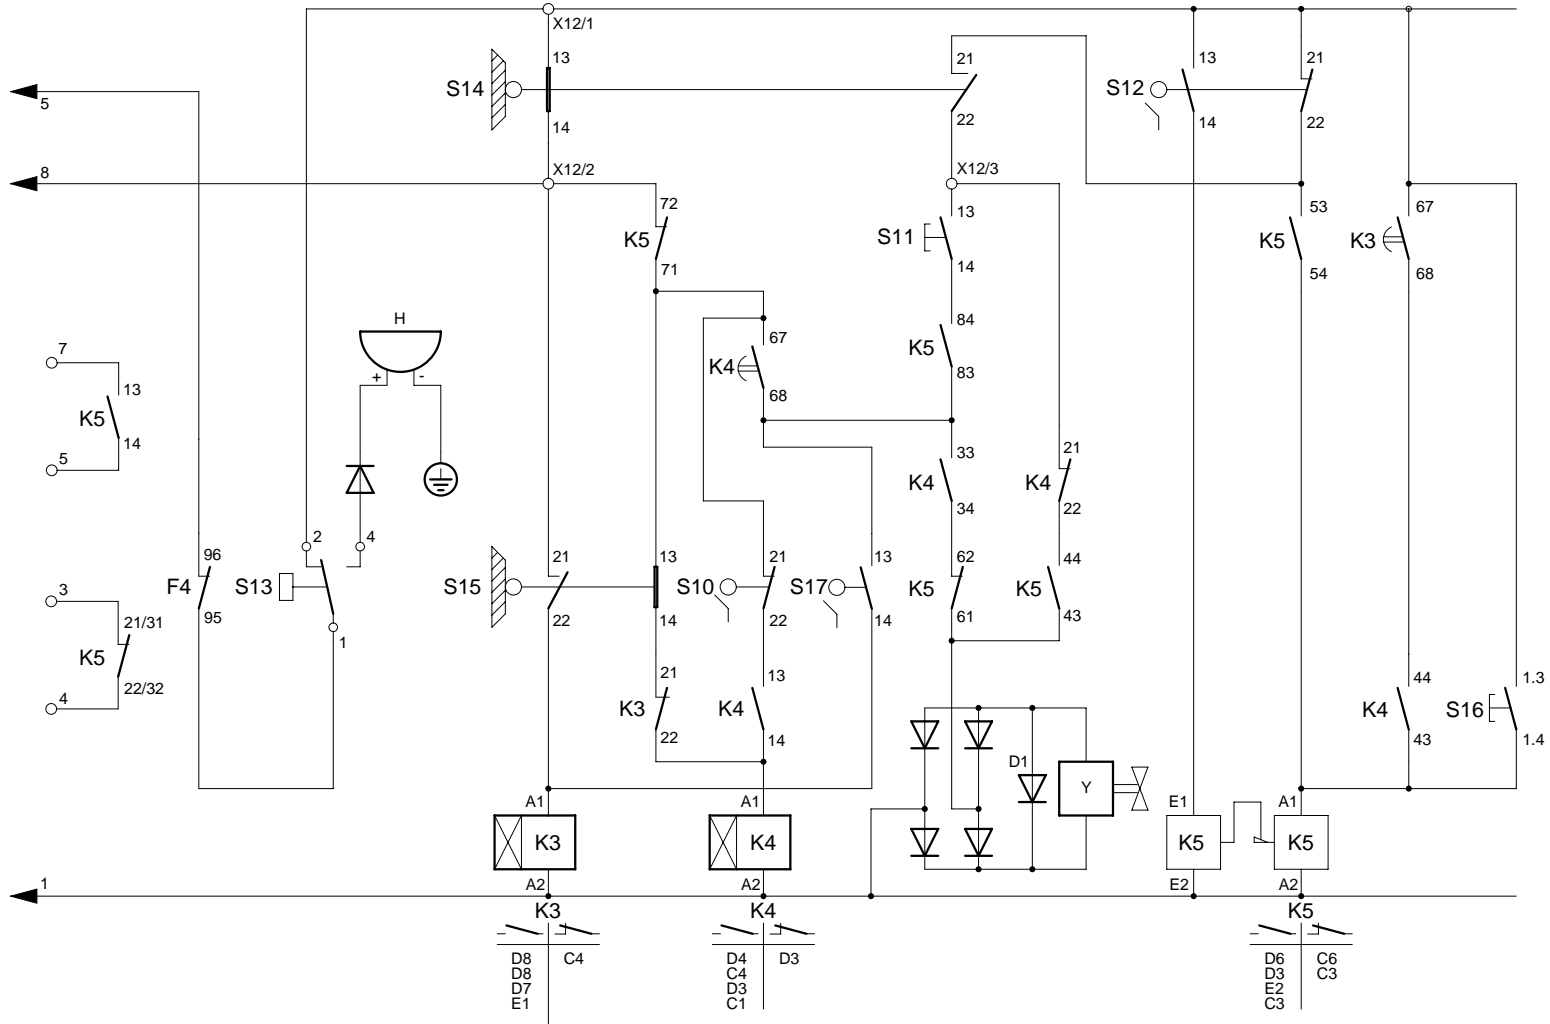 X12/1
13
21
13
21
S14
S12
5
14
22
14
22
8
X12/2
X12/3
72
13
53
67
K5
S11
K5
K3
71
14
54
68
H
84
67
7
K5
+
-
K4
83
13
68
K5
14
33
21
5
K4
K4
34
22
2
4
96
21
13
21
13
62
44
F4
S13
S15
S10
S17
K5
K5
3
95
22
14
22
14
61
43
21/31
1
K5
21
13
44
1.3
22/32
4
K3
K4
K4
S16
22
14
43
1.4
D1
Y
A1
A1
E1
A1
K3
K4
K5
K5
1
A2
A2
E2
A2
K3
K4
K5
D8
C4
D4
D3
D6
C6
D8
C4
D3
C3
D7
D3
E2
E1
C1
C3